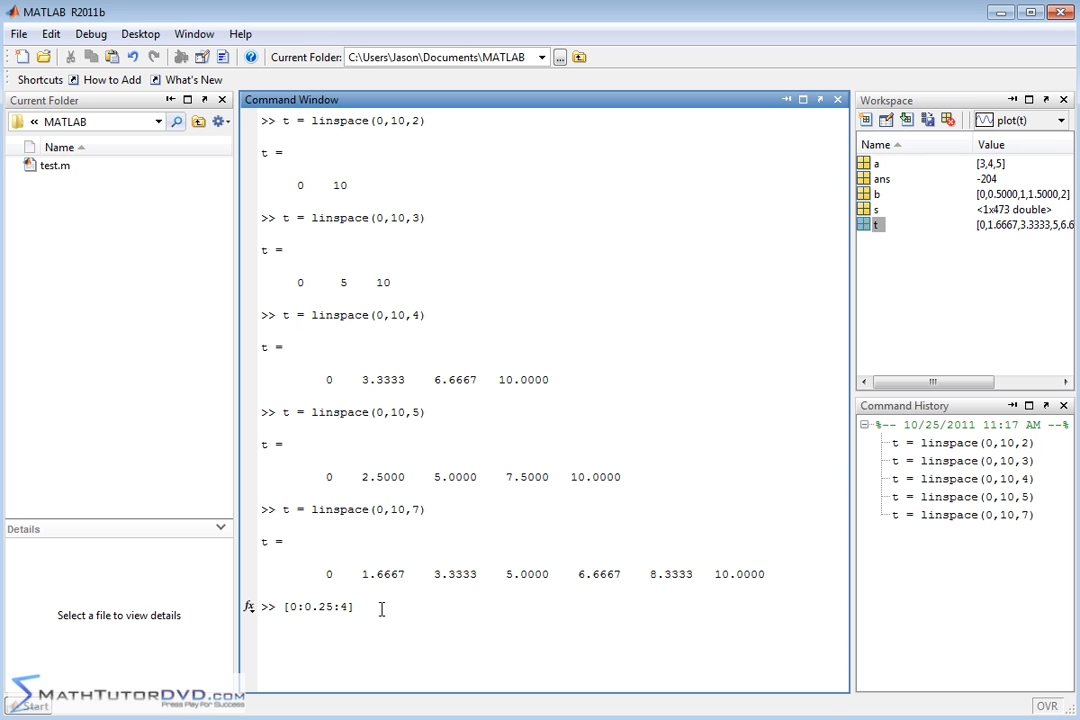 MATLAB R2011b
File Edit Debug Desktop Window Help
Current Folder: C:\Users\Jason\Documents\MATLAB ...
Shortcuts How to Add What's New
Current Folder
« MATLAB
Name
test.m
Details
Select a file to view details
Start
MATHTUTORDVD.COM
PRESS PLAY FOR SUCCESS
Command Window
>> t = linspace(0,10,2)
t =
0 10
>> t = linspace(0,10,3)
t =
0 5 10
>> t = linspace(0,10,4)
t =
0 3.3333 6.6667 10.0000
>> t = linspace(0,10,5)
t =
0 2.5000 5.0000 7.5000 10.0000
>> t = linspace(0,10,7)
t =
0 1.6667 3.3333 5.0000 6.6667 8.3333 10.0000
fx >> [0:0.25:4]
Workspace
plot(t)
Name Value
a [3,4,5]
ans -204
b [0,0.5000,1,1.5000,2]
s <1x473 double>
t [0,1.6667,3.3333,5,6.6
Command History
%-- 10/25/2011 11:17 AM --%
t = linspace(0,10,2)
t = linspace(0,10,3)
t = linspace(0,10,4)
t = linspace(0,10,5)
t = linspace(0,10,7)
OVR